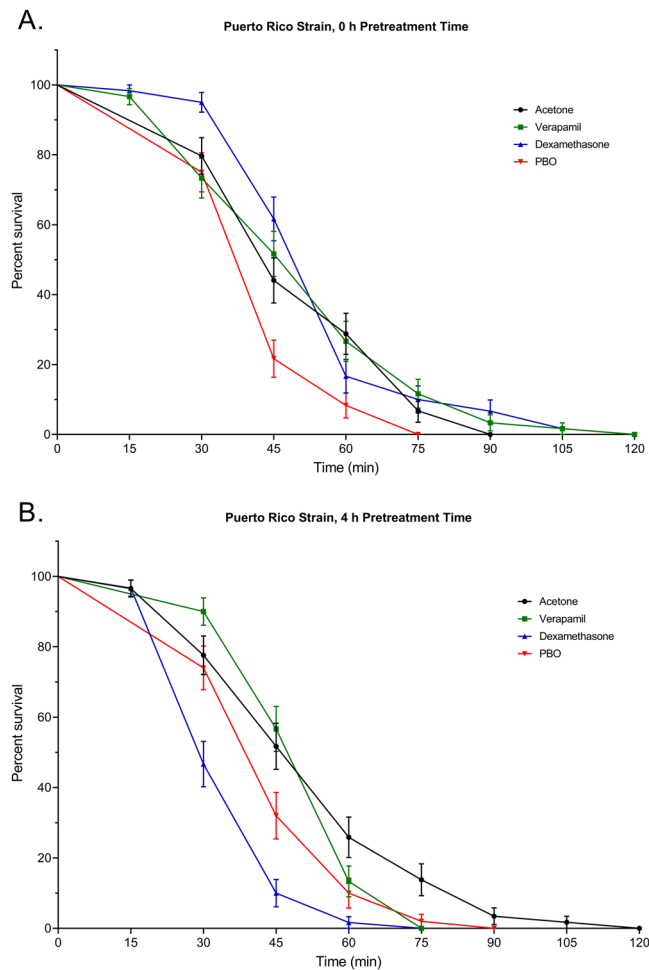 A.
Puerto Rico Strain, 0 h Pretreatment Time
100
80
60
40
20
0
Percent survival
Acetone
Verapamil
Dexamethasone
PBO
0 15 30 45 60 75 90 105 120
Time (min)
B.
Puerto Rico Strain, 4 h Pretreatment Time
100
80
60
40
20
0
Percent survival
Acetone
Verapamil
Dexamethasone
PBO
0 15 30 45 60 75 90 105 120
Time (min)